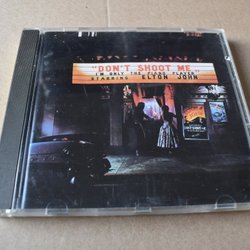 "DON'T SHOOT ME"
I'M ONLY THE PIANO PLAYER
STARRING ELTON JOHN